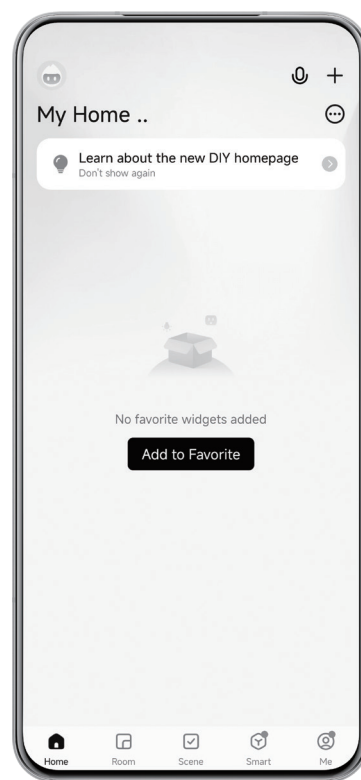 My Home ..
Learn about the new DIY homepage
Don't show again
No favorite widgets added
Add to Favorite
Home
Room
Scene
Smart
Me